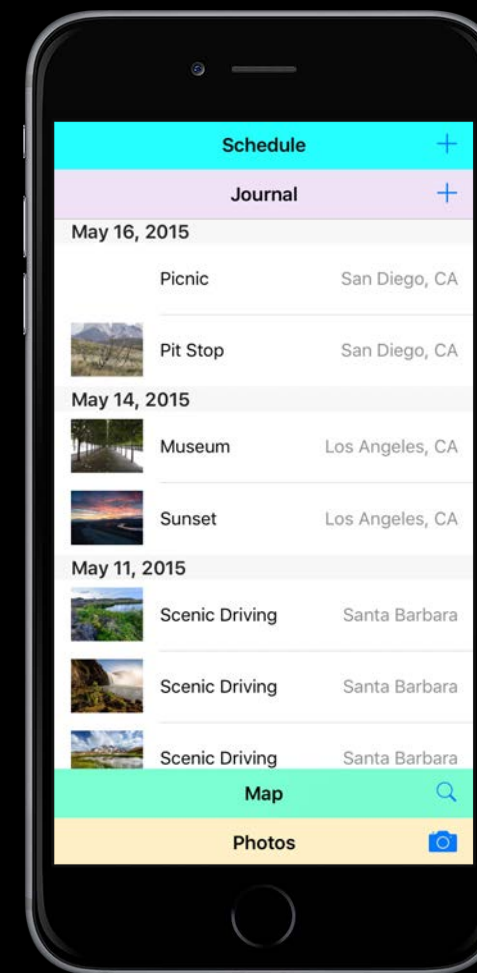 Schedule
Journal
May 16, 2015
Picnic San Diego, CA
Pit Stop San Diego, CA
May 14, 2015
Museum Los Angeles, CA
Sunset Los Angeles, CA
May 11, 2015
Scenic Driving Santa Barbara
Scenic Driving Santa Barbara
Scenic Driving Santa Barbara
Map
Photos